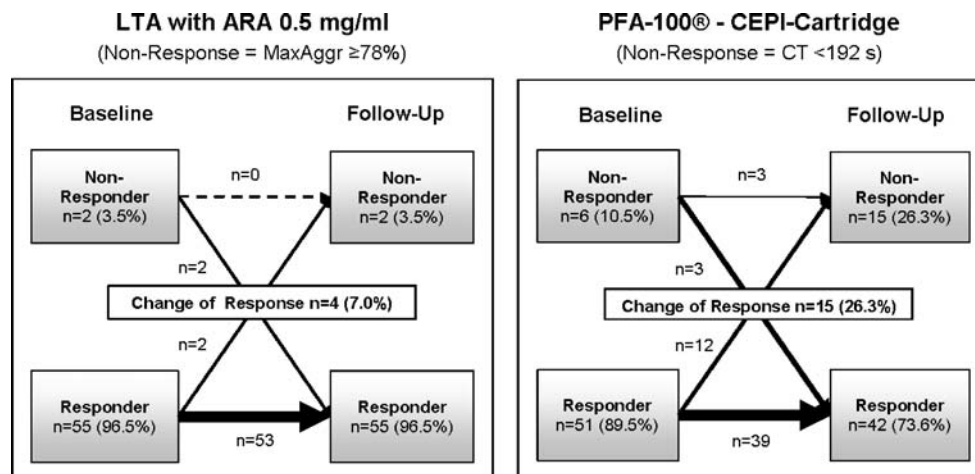 LTA with ARA 0.5 mg/ml
(Non-Response = MaxAggr ≥78%)
Baseline
Follow-Up
Non-
Responder
n=2 (3.5%)
n=0
Non-
Responder
n=2 (3.5%)
n=2
Change of Response n=4 (7.0%)
n=2
Responder
n=55 (96.5%)
n=53
Responder
n=55 (96.5%)
PFA-100® - CEPI-Cartridge
(Non-Response = CT <192 s)
Baseline
Follow-Up
Non-
Responder
n=6 (10.5%)
n=3
Non-
Responder
n=15 (26.3%)
n=3
Change of Response n=15 (26.3%)
n=12
Responder
n=51 (89.5%)
n=39
Responder
n=42 (73.6%)